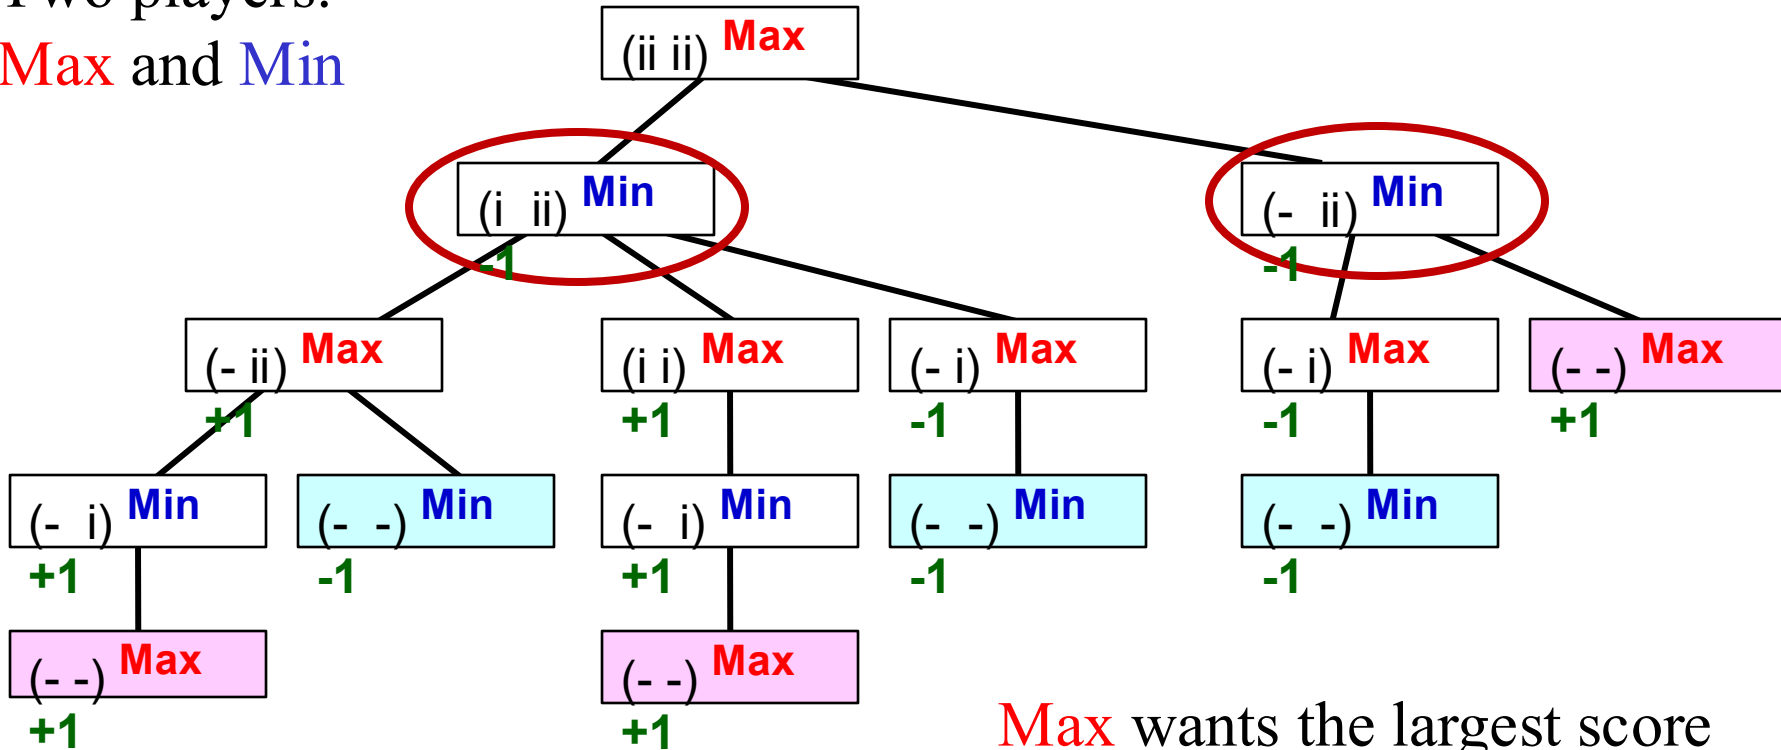 Two players:
Max and Min
(ii ii) Max
(i ii) Min
-1
(- ii) Min
-1
(- ii) Max
+1
(i i) Max
+1
(- i) Max
-1
(- i) Max
-1
(- -) Max
+1
(- i) Min
+1
(- -) Min
-1
(- i) Min
+1
(- -) Min
-1
(- -) Min
-1
(- -) Max
+1
(- -) Max
+1
Max wants the largest score